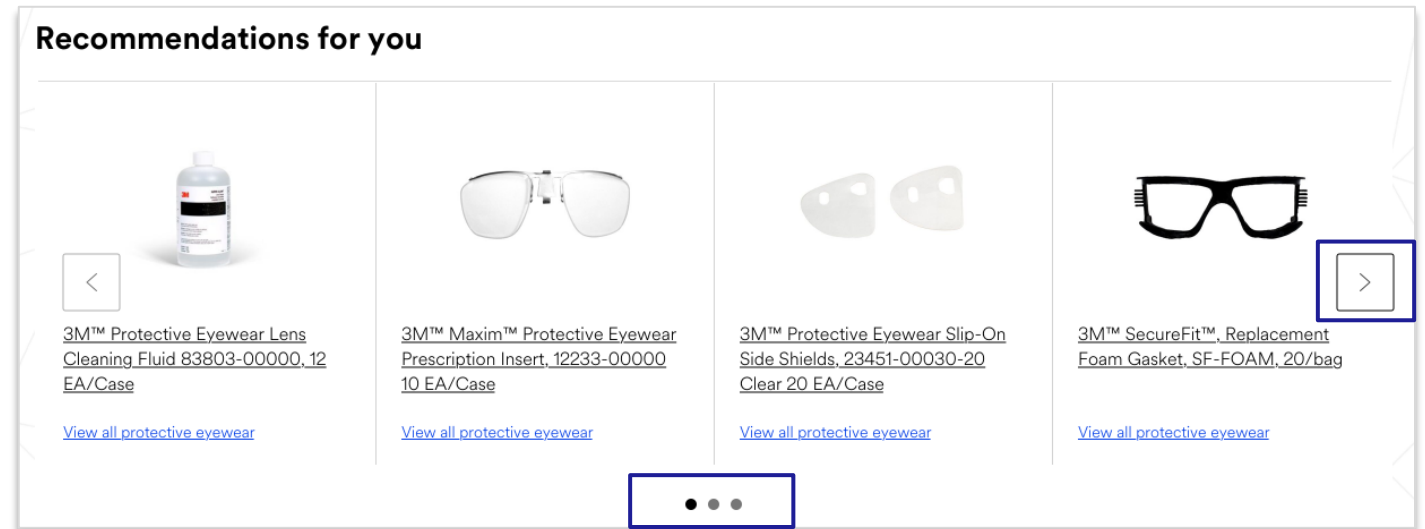 Recommendations for you
3M™ Protective Eyewear Lens
Cleaning Fluid 83803-00000, 12
EA/Case
View all protective eyewear
3M™ Maxim™ Protective Eyewear
Prescription Insert, 12233-00000
10 EA/Case
View all protective eyewear
3M™ Protective Eyewear Slip-On
Side Shields, 23451-00030-20
Clear 20 EA/Case
View all protective eyewear
3M™ SecureFit™, Replacement
Foam Gasket, SF-FOAM, 20/bag
View all protective eyewear